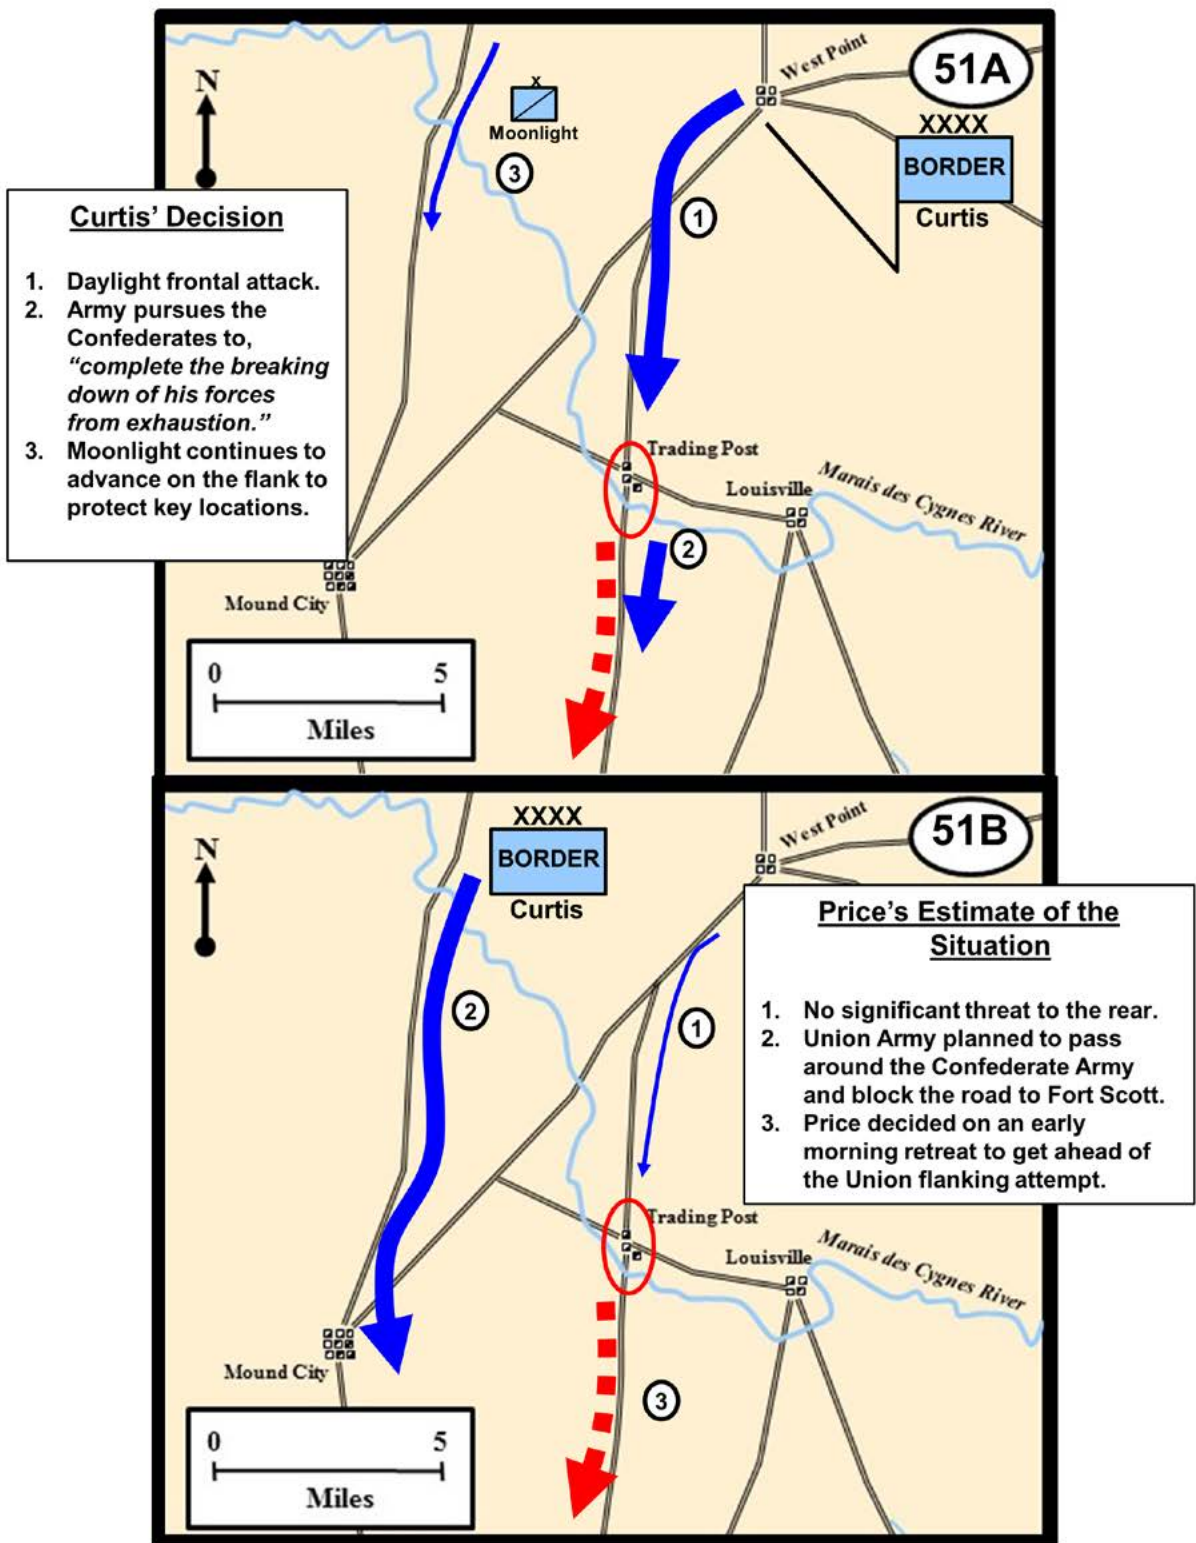 51A
West Point
N
X
Moonlight
XXXX
BORDER
Curtis
3
1
Curtis’ Decision
1. Daylight frontal attack.
2. Army pursues the
Confederates to,
“complete the breaking
down of his forces
from exhaustion.”
3. Moonlight continues to
advance on the flank to
protect key locations.
Trading Post
Louisville
Marais des Cygnes River
2
Mound City
0 5
Miles
51B
West Point
N
XXXX
BORDER
Curtis
Price’s Estimate of the
Situation
1. No significant threat to the rear.
2. Union Army planned to pass
around the Confederate Army
and block the road to Fort Scott.
3. Price decided on an early
morning retreat to get ahead of
the Union flanking attempt.
2
1
Trading Post
Louisville
Marais des Cygnes River
Mound City
3
0 5
Miles